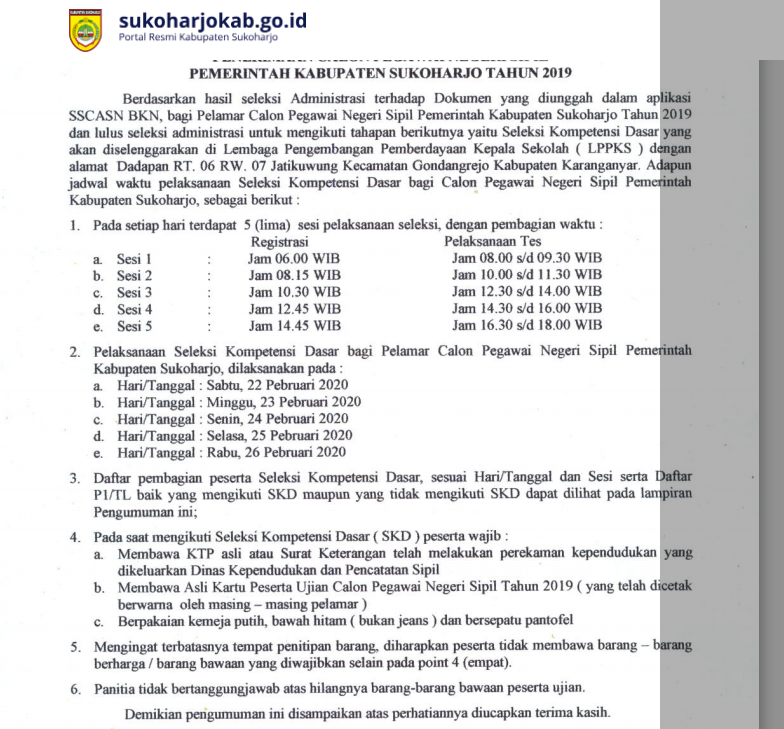 sukoharjokab.go.id
Portal Resmi Kabupaten Sukoharjo
PEMERINTAH KABUPATEN SUKOHARJO TAHUN 2019
Berdasarkan hasil seleksi Administrasi terhadap Dokumen yang diunggah dalam aplikasi
SSCASN BKN, bagi Pelamar Calon Pegawai Negeri Sipil Pemerintah Kabupaten Sukoharjo Tahun 2019
dan lulus seleksi administrasi untuk mengikuti tahapan berikutnya yaitu Seleksi Kompetensi Dasar yang
akan diselenggarakan di Lembaga Pengembangan Pemberdayaan Kepala Sekolah ( LPPKS ) dengan
alamat Dadapan RT. 06 RW. 07 Jatikuwung Kecamatan Gondangrejo Kabupaten Karanganyar. Adapun
jadwal waktu pelaksanaan Seleksi Kompetensi Dasar bagi Calon Pegawai Negeri Sipil Pemerintah
Kabupaten Sukoharjo, sebagai berikut :
1. Pada setiap hari terdapat 5 (lima) sesi pelaksanaan seleksi, dengan pembagian waktu :
Registrasi Pelaksanaan Tes
a. Sesi 1 : Jam 06.00 WIB Jam 08.00 s/d 09.30 WIB
b. Sesi 2 : Jam 08.15 WIB Jam 10.00 s/d 11.30 WIB
c. Sesi 3 : Jam 10.30 WIB Jam 12.30 s/d 14.00 WIB
d. Sesi 4 : Jam 12.45 WIB Jam 14.30 s/d 16.00 WIB
e. Sesi 5 : Jam 14.45 WIB Jam 16.30 s/d 18.00 WIB
2. Pelaksanaan Seleksi Kompetensi Dasar bagi Pelamar Calon Pegawai Negeri Sipil Pemerintah
Kabupaten Sukoharjo, dilaksanakan pada :
a. Hari/Tanggal : Sabtu, 22 Pebruari 2020
b. Hari/Tanggal : Minggu, 23 Pebruari 2020
c. Hari/Tanggal : Senin, 24 Pebruari 2020
d. Hari/Tanggal : Selasa, 25 Pebruari 2020
e. Hari/Tanggal : Rabu, 26 Pebruari 2020
3. Daftar pembagian peserta Seleksi Kompetensi Dasar, sesuai Hari/Tanggal dan Sesi serta Daftar
P1/TL baik yang mengikuti SKD maupun yang tidak mengikuti SKD dapat dilihat pada lampiran
Pengumuman ini;
4. Pada saat mengikuti Seleksi Kompetensi Dasar ( SKD ) peserta wajib :
a. Membawa KTP asli atau Surat Keterangan telah melakukan perekaman kependudukan yang
dikeluarkan Dinas Kependudukan dan Pencatatan Sipil
b. Membawa Asli Kartu Peserta Ujian Calon Pegawai Negeri Sipil Tahun 2019 ( yang telah dicetak
berwarna oleh masing – masing pelamar )
c. Berpakaian kemeja putih, bawah hitam ( bukan jeans ) dan bersepatu pantofel
5. Mengingat terbatasnya tempat penitipan barang, diharapkan peserta tidak membawa barang – barang
berharga / barang bawaan yang diwajibkan selain pada point 4 (empat).
6. Panitia tidak bertanggungjawab atas hilangnya barang-barang bawaan peserta ujian.
Demikian pengumuman ini disampaikan atas perhatiannya diucapkan terima kasih.